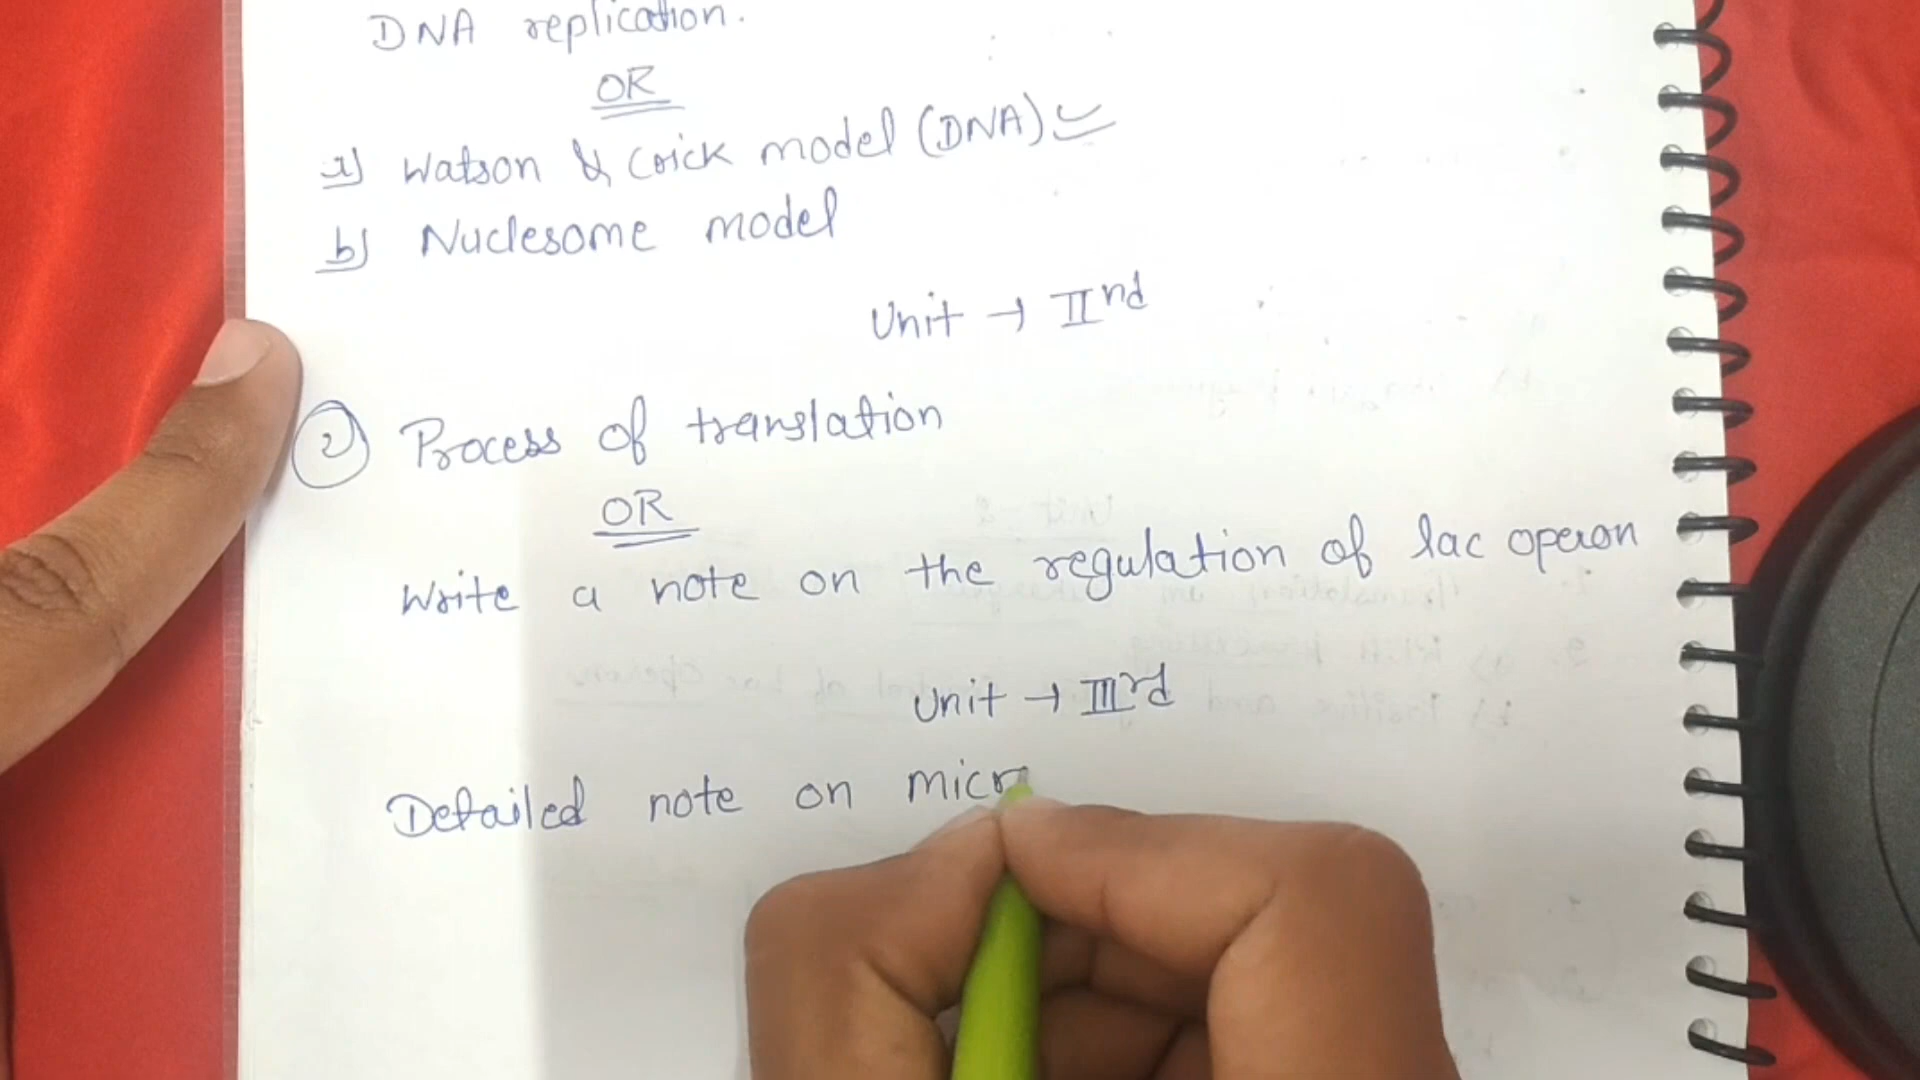 DNA replication.
OR
a) Watson & Crick model (DNA)
b) Nuclesome model
Unit → IInd
2 Process of translation
OR
Write a note on the regulation of lac operon
Unit → IIIrd
Detailed note on micr